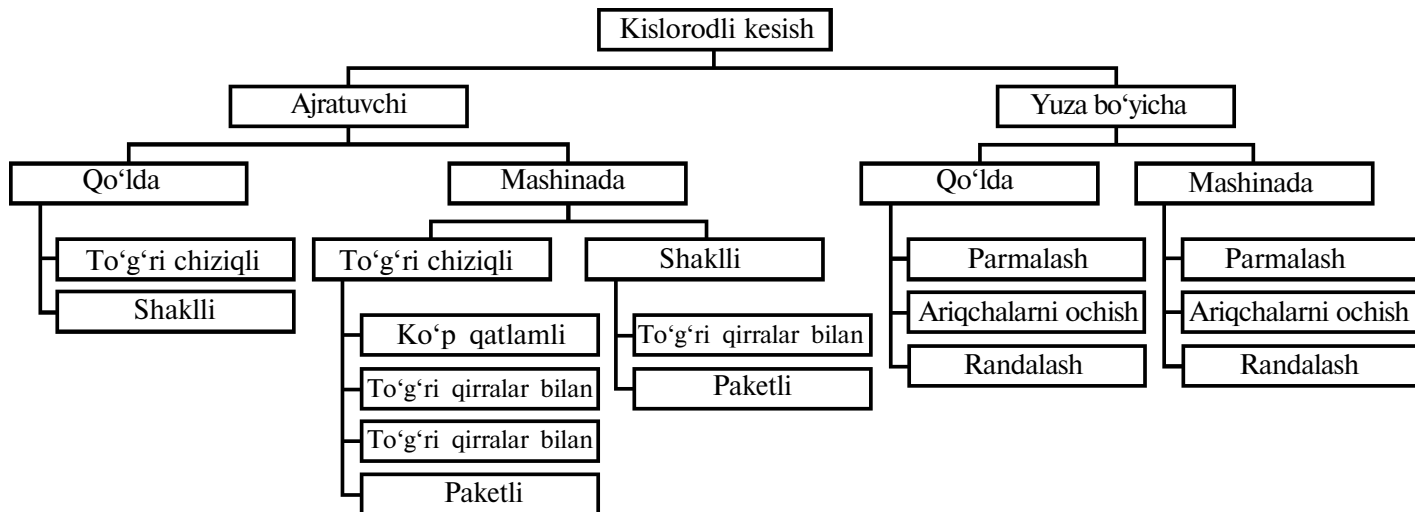 Kislorodli kesish
Ajratuvchi
Yuza bo‘yicha
Qo‘lda
Mashinada
Qo‘lda
Mashinada
To‘g‘ri chiziqli
Shaklli
To‘g‘ri chiziqli
Ko‘p qatlamli
To‘g‘ri qirralar bilan
To‘g‘ri qirralar bilan
Paketli
Shaklli
To‘g‘ri qirralar bilan
Paketli
Parmalash
Ariqchalarni ochish
Randalash
Parmalash
Ariqchalarni ochish
Randalash